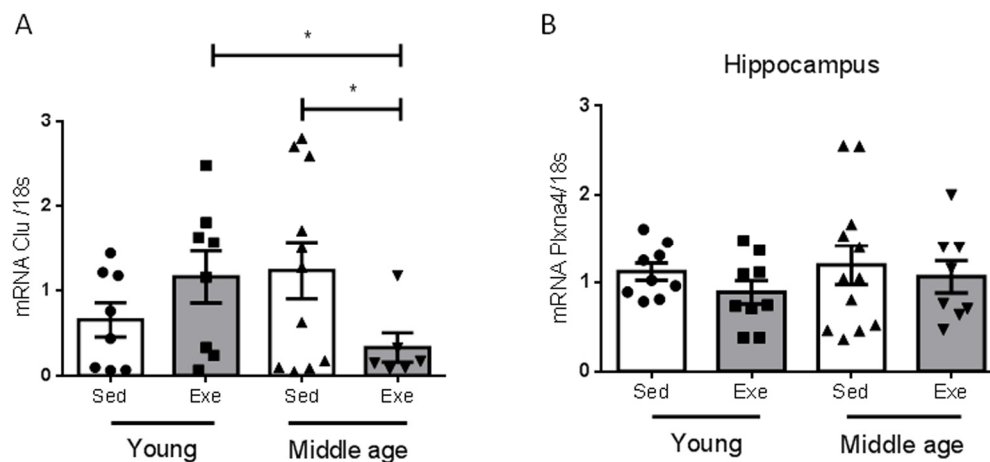 A
*
*
mRNA Clu /18s
3
2
1
0
Sed
Exe
Sed
Exe
Young
Middle age
B
Hippocampus
mRNA Plxna4/18s
3
2
1
0
Sed
Exe
Sed
Exe
Young
Middle age